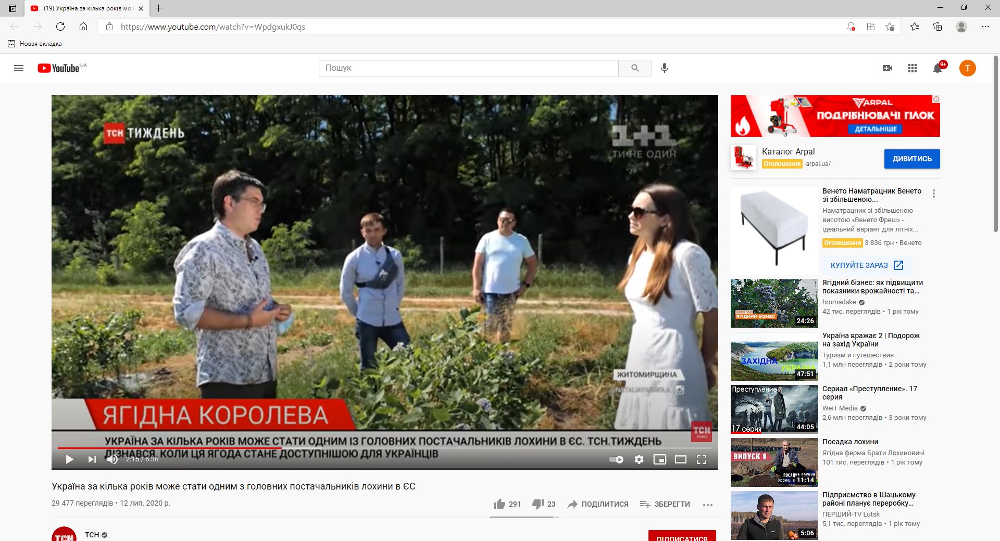 (19) Україна за кілька років мож
https://www.youtube.com/watch?v=WpdgxukJ0qs
Новая вкладка
YouTube UA
Пошук
9+
T
ТСН ТИЖДЕНЬ
1+1
ТИ НЕ ОДИН
ЖИТОМИРЩИНА
ЯГІДНА КОРОЛЕВА
ТСН
УКРАЇНА ЗА КІЛЬКА РОКІВ МОЖЕ СТАТИ ОДНИМ ІЗ ГОЛОВНИХ ПОСТАЧАЛЬНИКІВ ЛОХИНИ В ЄС. ТСН.ТИЖДЕНЬ
ДІЗНАВСЯ, КОЛИ ЦЯ ЯГОДА СТАНЕ ДОСТУПНІШОЮ ДЛЯ УКРАЇНЦІВ
2:15 / 6:36
Україна за кілька років може стати одним з головних постачальників лохини в ЄС
29 477 переглядів • 12 лип. 2020 р.
291
23
ПОДІЛИТИСЯ
ЗБЕРЕГТИ
ТСН
ТСН
ПІДПИСАТИСЯ
ARPAL
ПОДРІБНЮВАЧІ ГІЛОК
ДЕТАЛЬНІШЕ
Каталог Arpal
Оголошення arpal.ua/
ДИВИТИСЬ
Венето Наматрацник Венето
зі збільшеною...
Наматрацник зі збільшеною
висотою «Венето Фреш» -
ідеальний варіант для літніх...
Оголошення 3 836 грн • Венето
КУПУЙТЕ ЗАРАЗ
БІЗНЕС-ПЛАН
ЯГІДНИЙ БІЗНЕС
24:26
Ягідний бізнес: як підвищити
показники врожайності та...
hromadske
42 тис. переглядів • 1 рік тому
ЗАХІДНА
УКРАЇНА
47:51
Україна вражає 2 | Подорож
на захід України
Туризм и путешествия
1,1 млн переглядів • 2 роки тому
Преступление
17 серия
44:05
Сериал «Преступление». 17
серия
WeiT Media
2,6 млн переглядів • 3 роки тому
ВИПУСК 8
ПОСАДКА ЛОХИНИ
11:14
Посадка лохини
Ягідна ферма Брати Лохиновичі
101 тис. переглядів • 1 рік тому
5:06
Підприємство в Шацькому
районі планує переробку...
ПЕРШИЙ-TV Lutsk
5,1 тис. переглядів • 1 рік тому